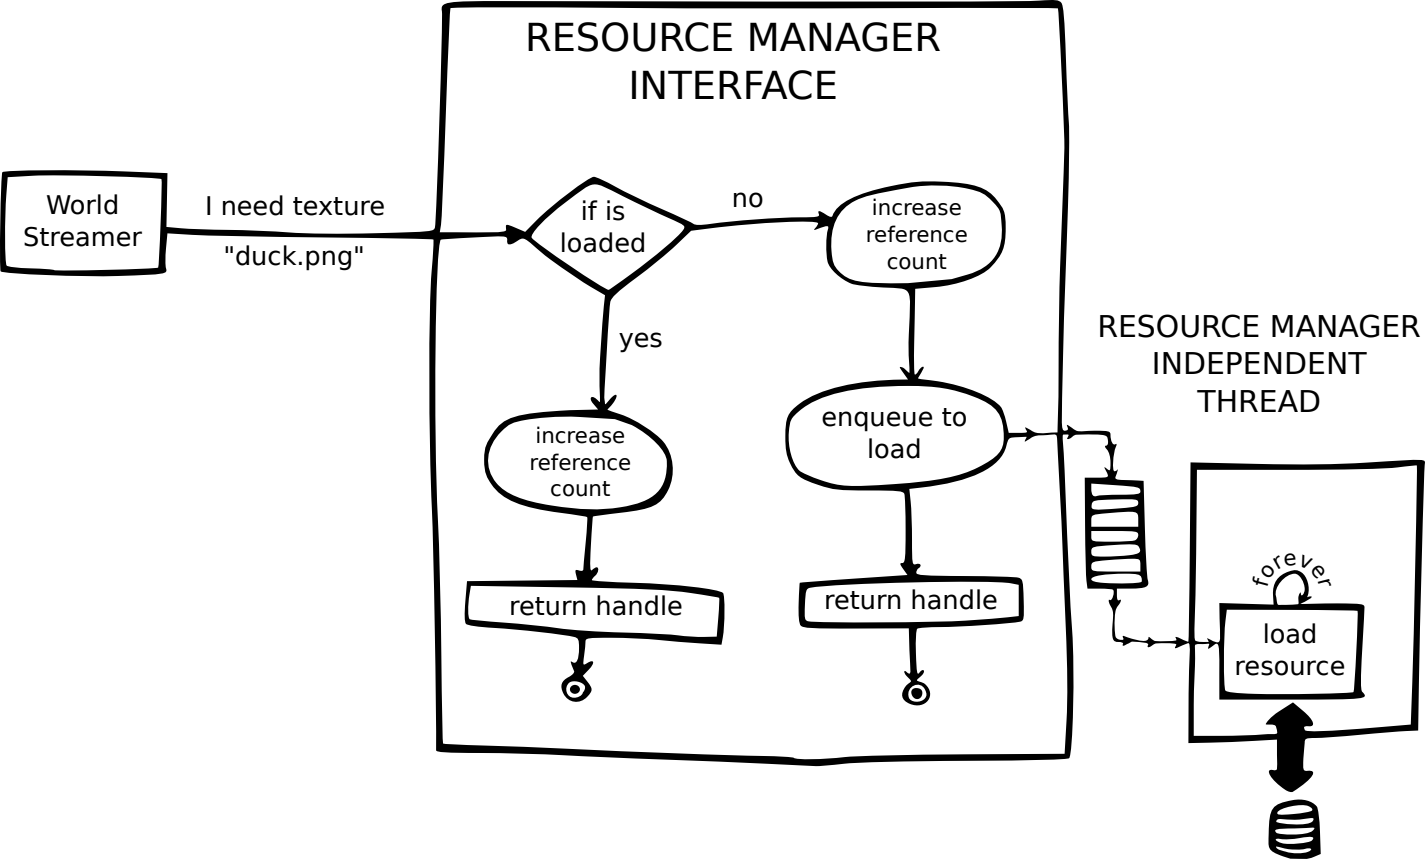 RESOURCE MANAGER
INTERFACE
World
Streamer
I need texture
"duck.png"
if is
loaded
no
increase
reference
count
yes
increase
reference
count
enqueue to
load
return handle
return handle
RESOURCE MANAGER
INDEPENDENT
THREAD
forever
load
resource